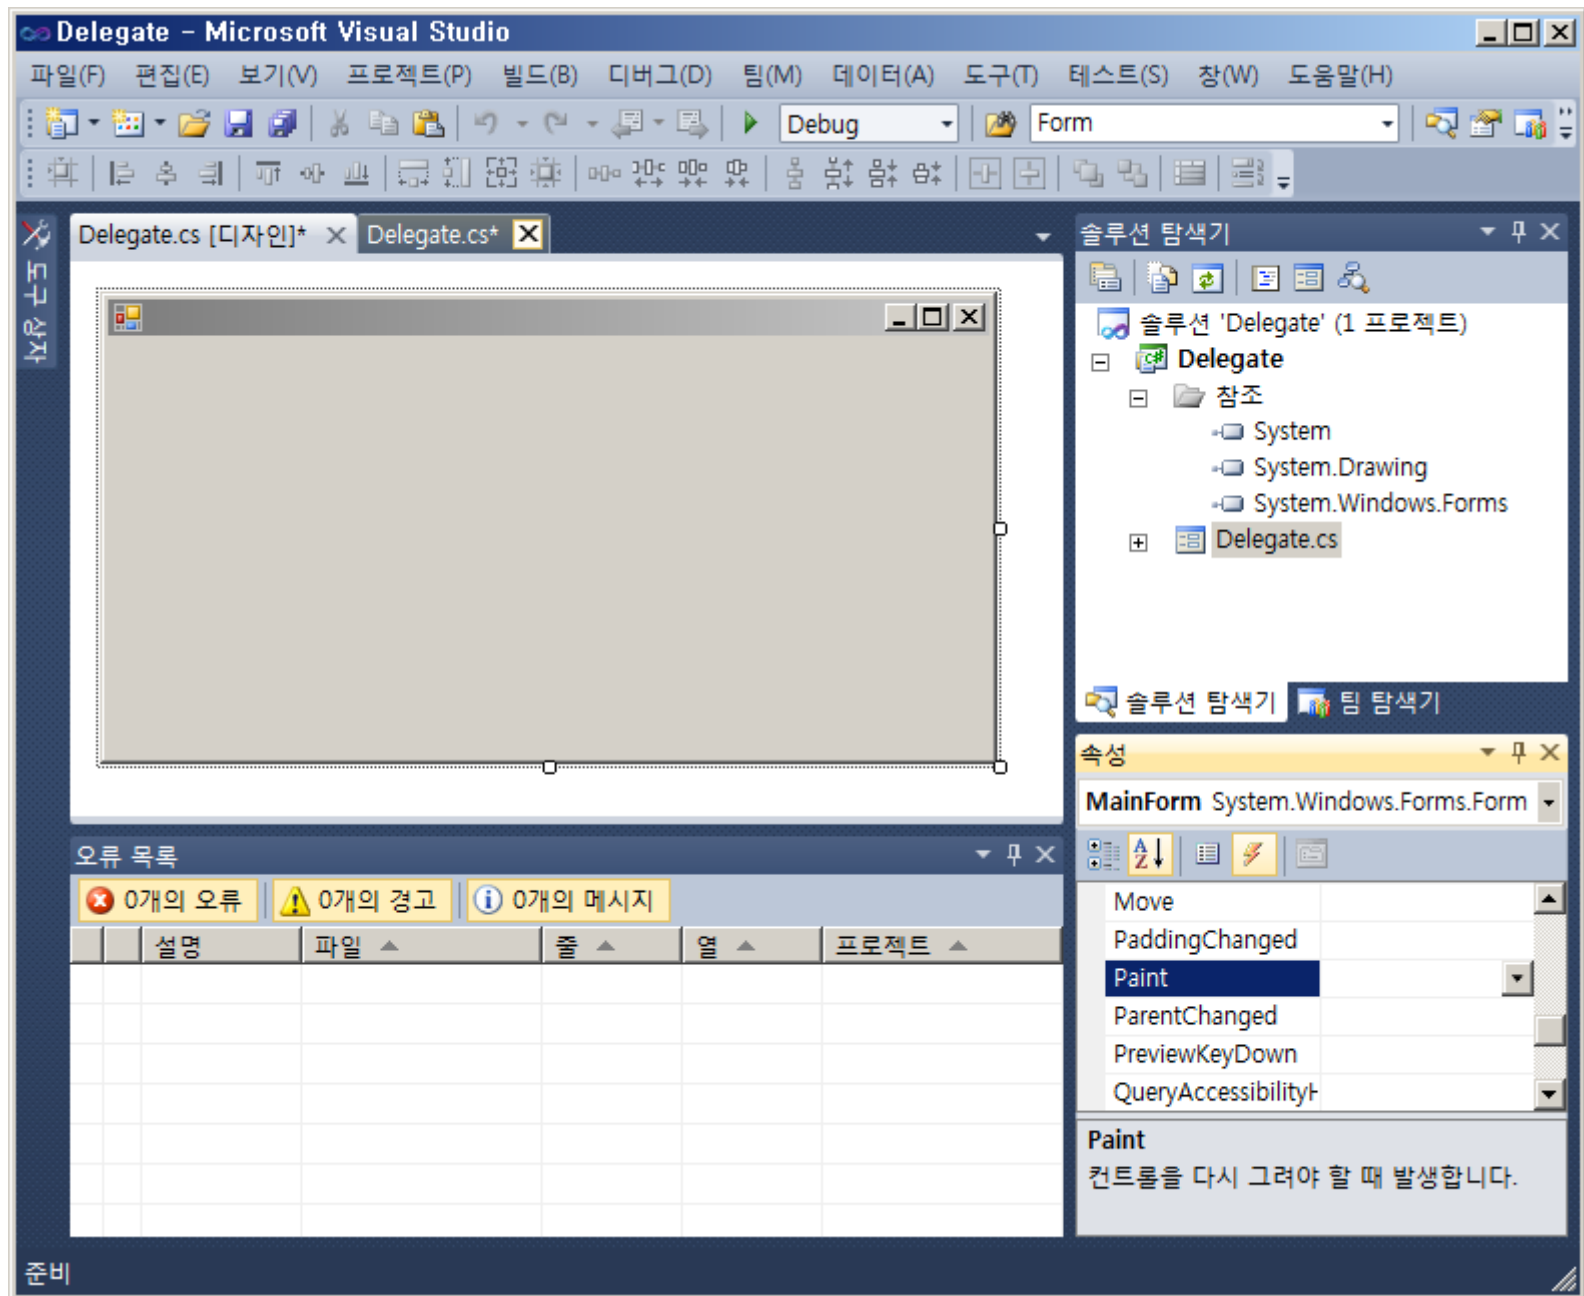 Delegate - Microsoft Visual Studio
파일(F) 편집(E) 보기(V) 프로젝트(P) 빌드(B) 디버그(D) 팀(M) 데이터(A) 도구(T) 테스트(S) 창(W) 도움말(H)
Debug Form
도구 상자
Delegate.cs [디자인]* Delegate.cs*
솔루션 탐색기
솔루션 'Delegate' (1 프로젝트)
Delegate
참조
System
System.Drawing
System.Windows.Forms
Delegate.cs
솔루션 탐색기 팀 탐색기
속성
MainForm System.Windows.Forms.Form
Move
PaddingChanged
Paint
ParentChanged
PreviewKeyDown
QueryAccessibilityH
Paint
컨트롤을 다시 그려야 할 때 발생합니다.
오류 목록
0개의 오류 0개의 경고 0개의 메시지
설명 파일 줄 열 프로젝트
준비